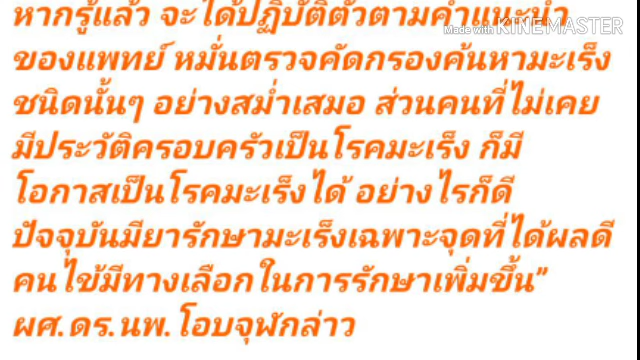 หากรู้แล้ว จะได้ปฏิบัติตัวตามคำแนะนำ
Made with KINEMASTER
ของแพทย์ หมั่นตรวจคัดกรองค้นหามะเร็ง
ชนิดนั้นๆ อย่างสม่ำเสมอ ส่วนคนที่ไม่เคย
มีประวัติครอบครัวเป็นโรคมะเร็ง ก็มี
โอกาสเป็นโรคมะเร็งได้ อย่างไรก็ดี
ปัจจุบันมียารักษามะเร็งเฉพาะจุดที่ได้ผลดี
คนไข้มีทางเลือกในการรักษาเพิ่มขึ้น”
ผศ.ดร.นพ.โอบจุฬกล่าว